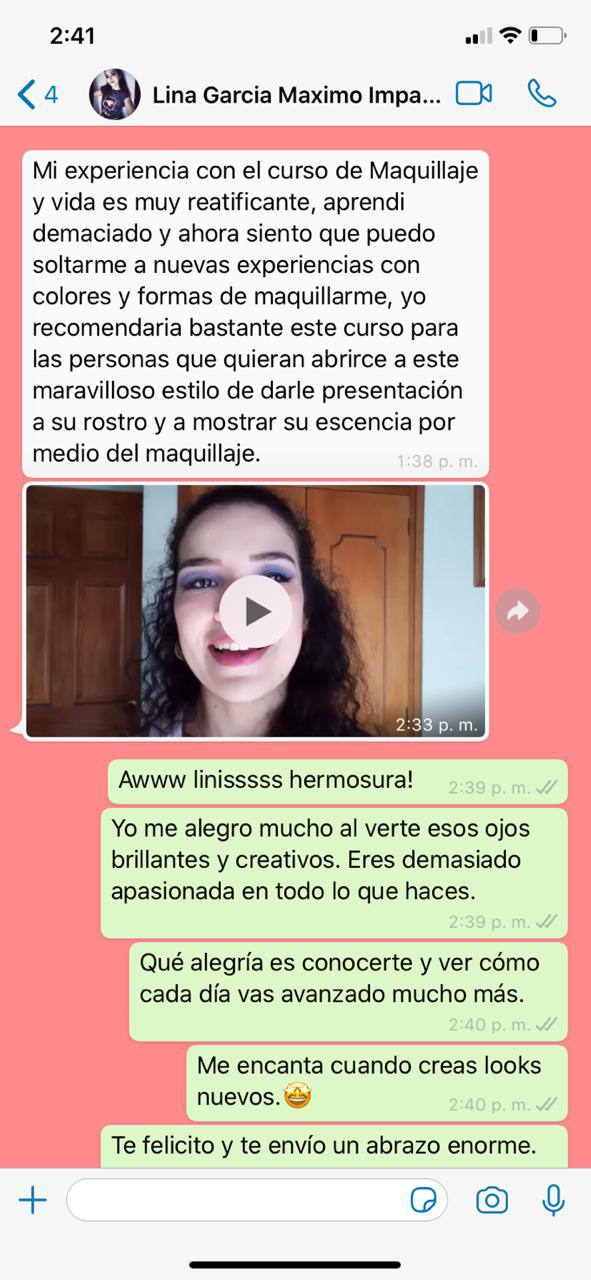 2:41
4
Lina Garcia Maximo Impa...
Mi experiencia con el curso de Maquillaje
y vida es muy reatificante, aprendi
demaciado y ahora siento que puedo
soltarme a nuevas experiencias con
colores y formas de maquillarme, yo
recomendaria bastante este curso para
las personas que quieran abrirce a este
maravilloso estilo de darle presentación
a su rostro y a mostrar su escencia por
medio del maquillaje.
1:38 p. m.
2:33 p. m.
Awww linisssss hermosura!
2:39 p. m.
Yo me alegro mucho al verte esos ojos
brillantes y creativos. Eres demasiado
apasionada en todo lo que haces.
2:39 p. m.
Qué alegría es conocerte y ver cómo
cada día vas avanzado mucho más.
2:40 p. m.
Me encanta cuando creas looks
nuevos.🤩
2:40 p. m.
Te felicito y te envío un abrazo enorme.